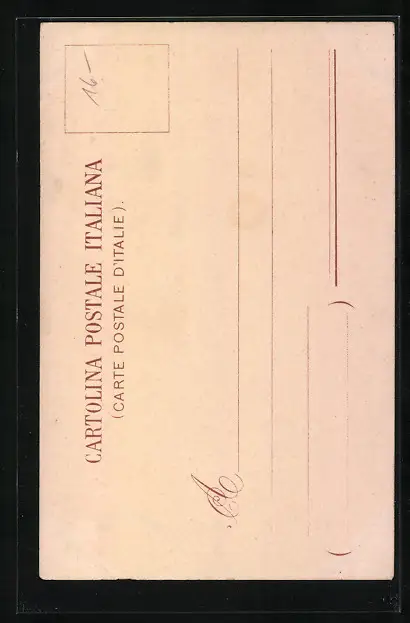 16-
CARTOLINA POSTALE ITALIANA
(CARTE POSTALE D'ITALIE).
A
( )